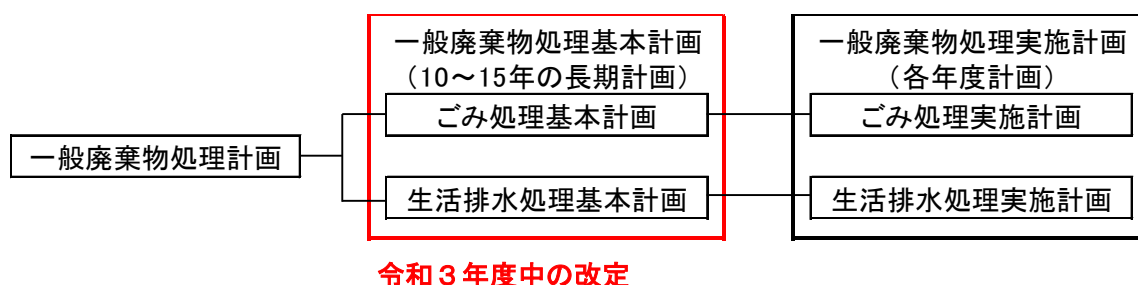 一般廃棄物処理計画
一般廃棄物処理基本計画
(10～15年の長期計画)
ごみ処理基本計画
生活排水処理基本計画
令和３年度中の改定
一般廃棄物処理実施計画
(各年度計画)
ごみ処理実施計画
生活排水処理実施計画